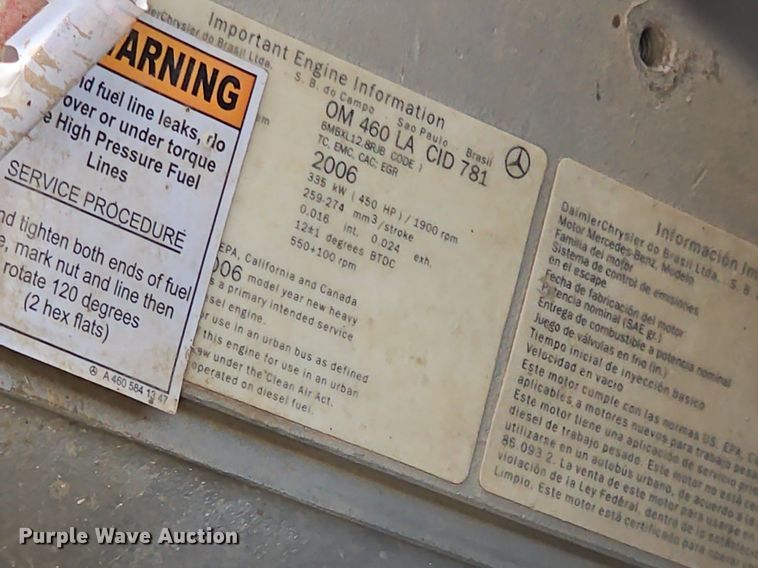 WARNING
nd fuel line leaks, do
over or under torque
e High Pressure Fuel
Lines
SERVICE PROCEDURE
nd tighten both ends of fuel
e, mark nut and line then
rotate 120 degrees
(2 hex flats)
A 460 584 13 47
Important Engine Information
DaimlerChrysler do Brasil Ltda. . S. B. do Campo . Sao Paulo . Brasil
OM 460 LA CID 781
6MBXL12.8RJB CODE )
TC, EMC, CAC, EGR
2006
335 kW ( 450 HP) / 1900 rpm
259-274 mm3/stroke
0,016 int. 0,024 exh.
12±1 degrees BTDC
550+100 rpm
EPA, California and Canada
006 model year new heavy
s a primary intended service
sel engine.
or use in an urban bus as defined
this engine for use in an urban
aw under the Clean Air Act.
operated on diesel fuel.
Información Im
DaimlerChrysler do Brasil Ltda. . S. B.
Motor Mercedes-Benz, Modelo
Familia del motor
Sistema de control de emisiones
en el escape
Fecha de fabricación del motor
Potencia nominal (SAE gr.)
Entrega de combustible a potencia nominal
Juego de válvulas en frio (in.)
Tiempo inicial de inyección basico
Velocidad en vacio
Este motor cumple con las normas US, EPA, C
aplicables a motores nuevos para trabajo pesa
Este motor tiene una aplicación de servicio pri
diesel de trabajo pesado. Este motor no está ce
utilizarse en un autobús urbano, de acuerdo a la
86.093 2. La venta de este motor para usarse en
violación de la Ley Federal, dentro de lo establecido
Limpio. Este motor está certificado para operar
Purple Wave Auction